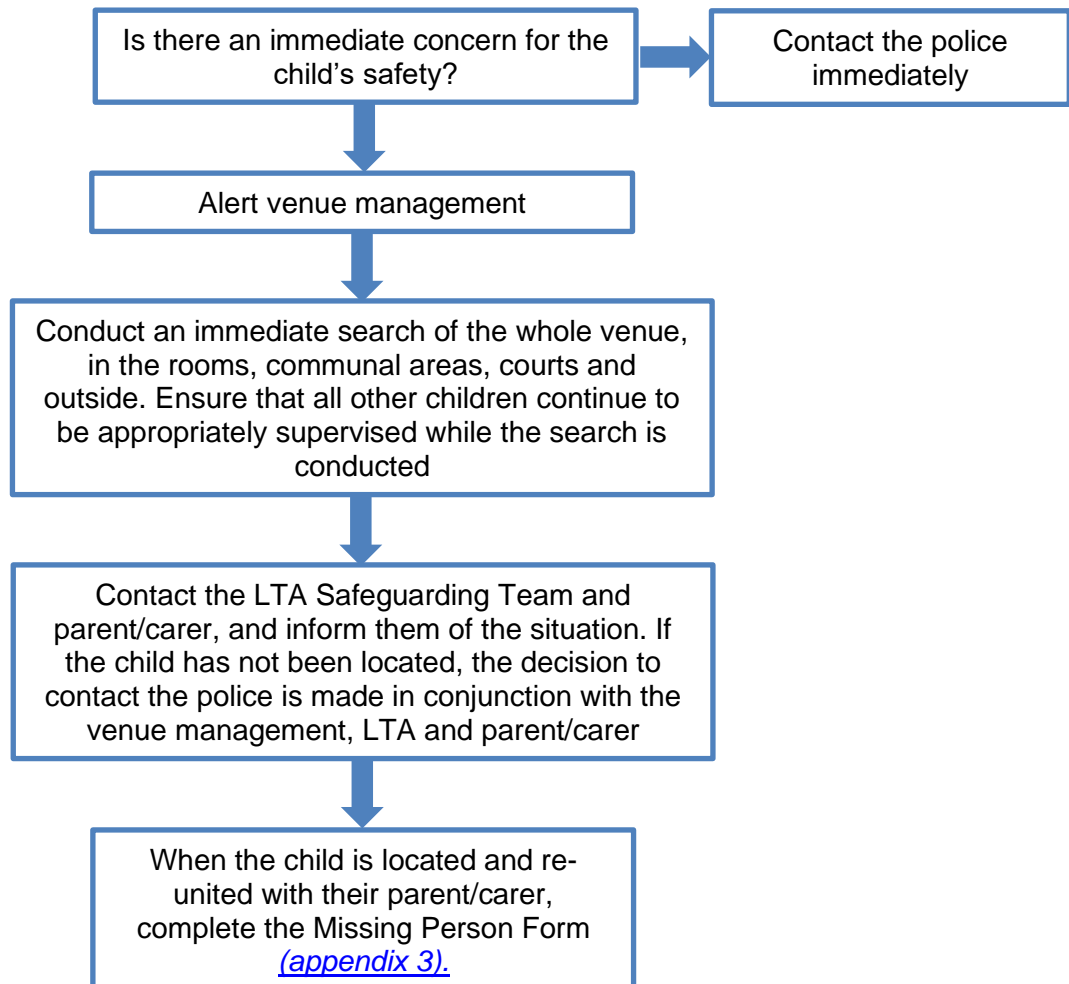 Is there an immediate concern for the
child’s safety?
Contact the police
immediately
Alert venue management
Conduct an immediate search of the whole venue,
in the rooms, communal areas, courts and
outside. Ensure that all other children continue to
be appropriately supervised while the search is
conducted
Contact the LTA Safeguarding Team and
parent/carer, and inform them of the situation. If
the child has not been located, the decision to
contact the police is made in conjunction with the
venue management, LTA and parent/carer
When the child is located and re-
united with their parent/carer,
complete the Missing Person Form
(appendix 3).